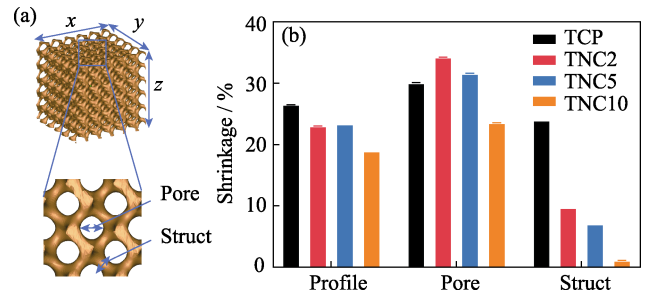 (a)
x
y
z
Pore
Struct
(b)
Shrinkage / %
40
30
20
10
0
TCP
TNC2
TNC5
TNC10
Profile
Pore
Struct